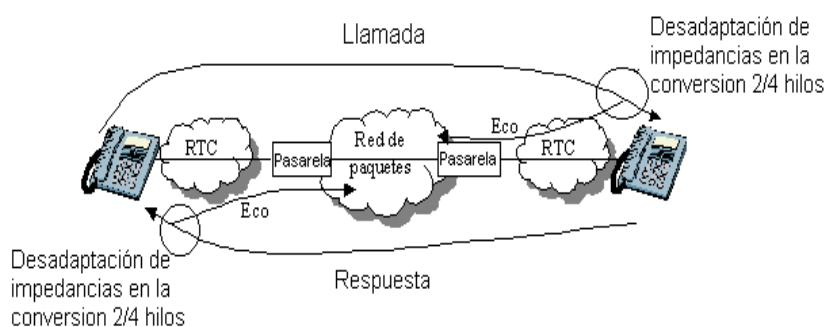 Llamada
Desadaptación de
impedancias en la
conversion 2/4 hilos
Eco
RTC
Pasarela
Red de
paquetes
Pasarela
RTC
Eco
Desadaptación de
impedancias en la
conversion 2/4 hilos
Respuesta